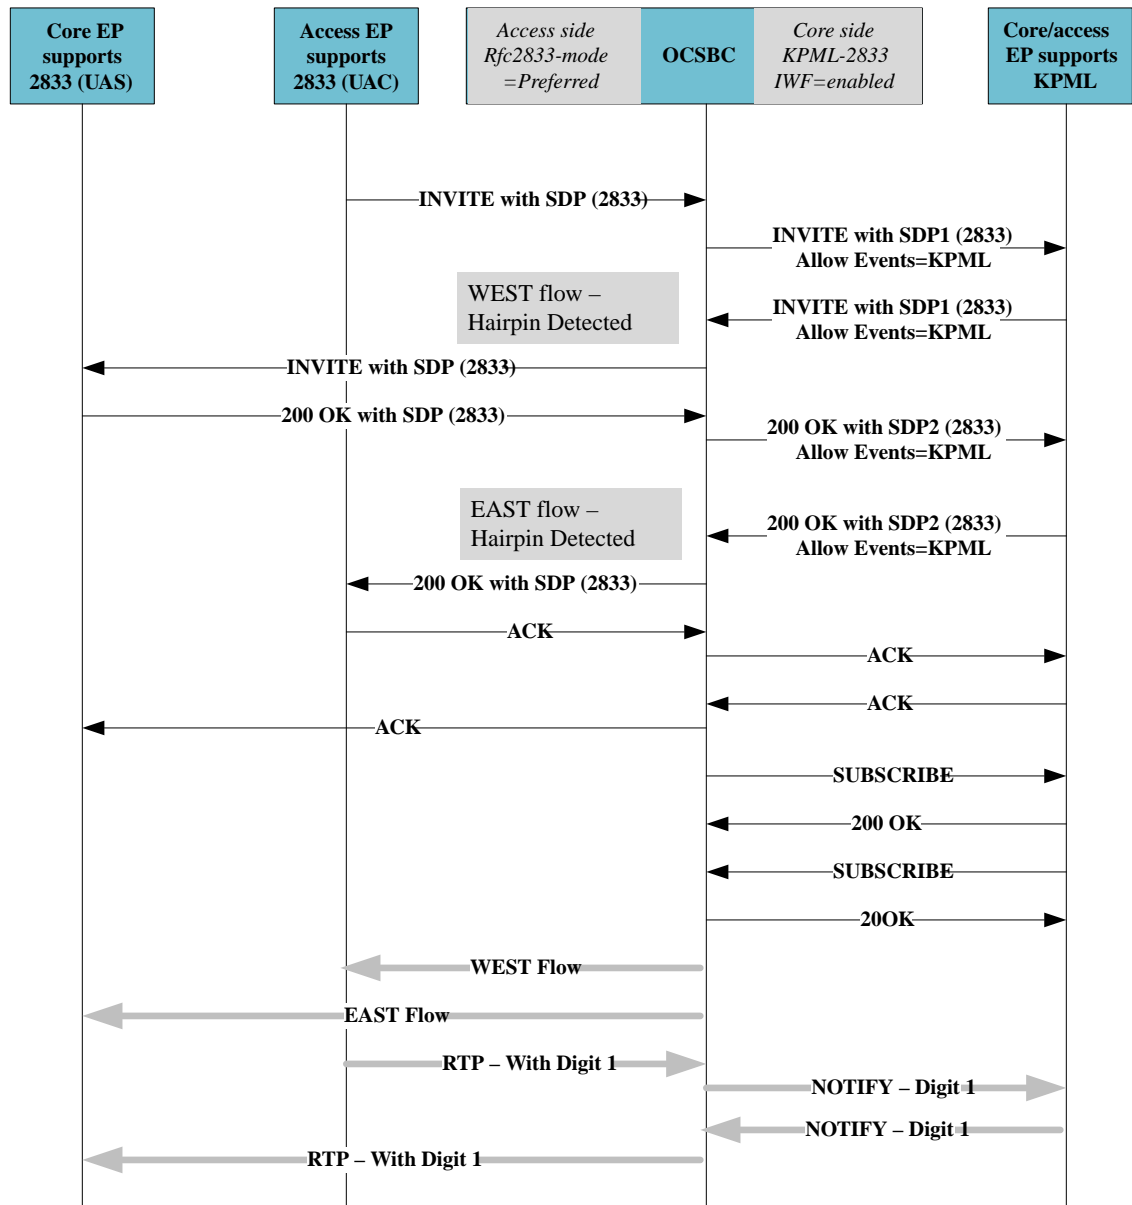 Core EP
supports
2833 (UAS)
Access EP
supports
2833 (UAC)
Access side
Rfc2833-mode
=Preferred
OCSBC
Core side
KPML-2833
IWF=enabled
Core/access
EP supports
KPML
INVITE with SDP (2833)
INVITE with SDP1 (2833)
Allow Events=KPML
WEST flow –
Hairpin Detected
INVITE with SDP1 (2833)
Allow Events=KPML
INVITE with SDP (2833)
200 OK with SDP (2833)
200 OK with SDP2 (2833)
Allow Events=KPML
EAST flow –
Hairpin Detected
200 OK with SDP2 (2833)
Allow Events=KPML
200 OK with SDP (2833)
ACK
ACK
ACK
ACK
SUBSCRIBE
200 OK
SUBSCRIBE
20OK
WEST Flow
EAST Flow
RTP – With Digit 1
NOTIFY – Digit 1
NOTIFY – Digit 1
RTP – With Digit 1